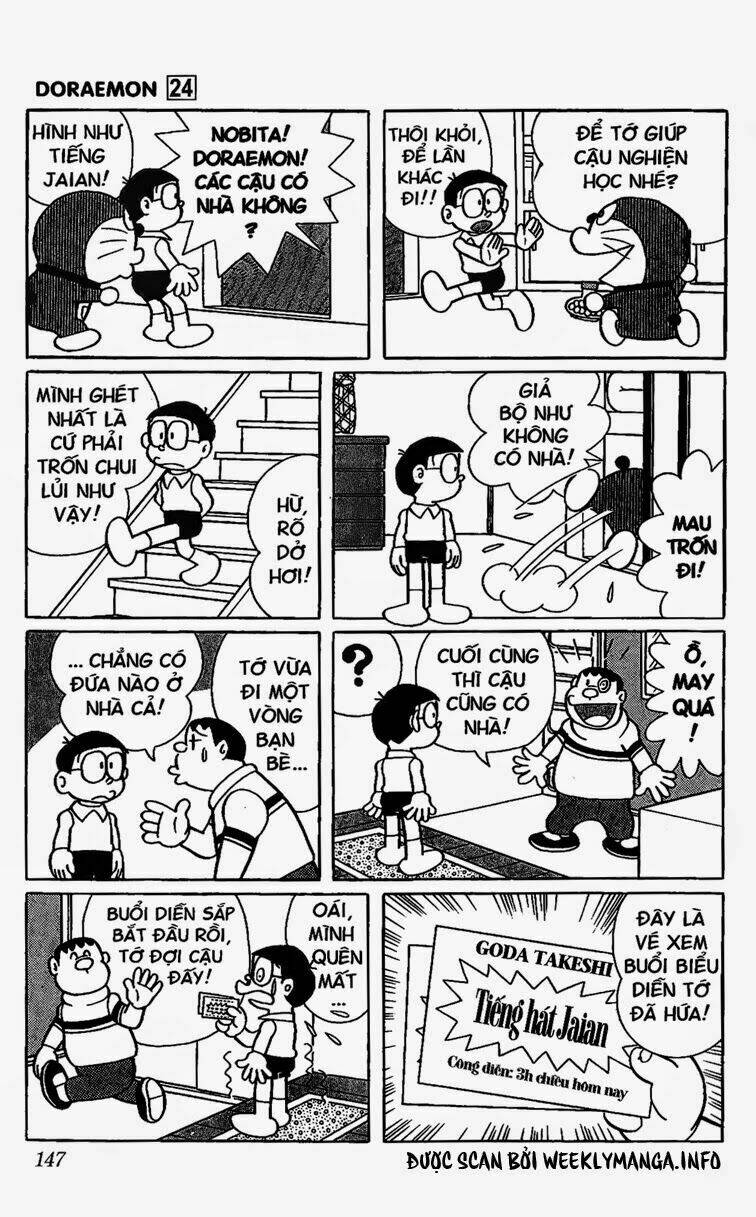 DORAEMON 24
ĐỂ TỚ GIÚP
CẬU NGHIỆN
HỌC NHÉ?
THÔI KHỎI,
ĐỂ LẦN
KHÁC
ĐI!!
NOBITA!
DORAEMON!
CÁC CẬU CÓ
NHÀ KHÔNG
?
HÌNH NHƯ
TIẾNG
JAIAN!
MAU
TRỐN
ĐI!
GIẢ
BỘ NHƯ
KHÔNG
CÓ NHÀ!
HỪ,
RÕ
DỞ
HƠI!
MÌNH GHÉT
NHẤT LÀ
CỨ PHẢI
TRỐN CHUI
LỦI NHƯ
VẬY!
Ồ,
MAY
QUÁ
!
CUỐI CÙNG
THÌ CẬU
CŨNG CÓ
NHÀ!
?
TỚ VỪA
ĐI MỘT
VÒNG
BẠN
BÈ...
... CHẲNG CÓ
ĐỨA NÀO Ở
NHÀ CẢ!
ĐÂY LÀ
VÉ XEM
BUỔI BIỂU
DIỄN TỚ
ĐÃ HỨA!
GODA TAKESHI
Tiếng hát Jaian
Cong diễn: 3h chiều hom nay
OÁI,
MÌNH
QUÊN
MẤT
...
BUỔI DIỄN SẮP
BẮT ĐẦU RỒI,
TỚ ĐỢI CẬU
ĐẤY!
147
ĐƯỢC SCAN BỞI WEEKLYMANGA.INFO